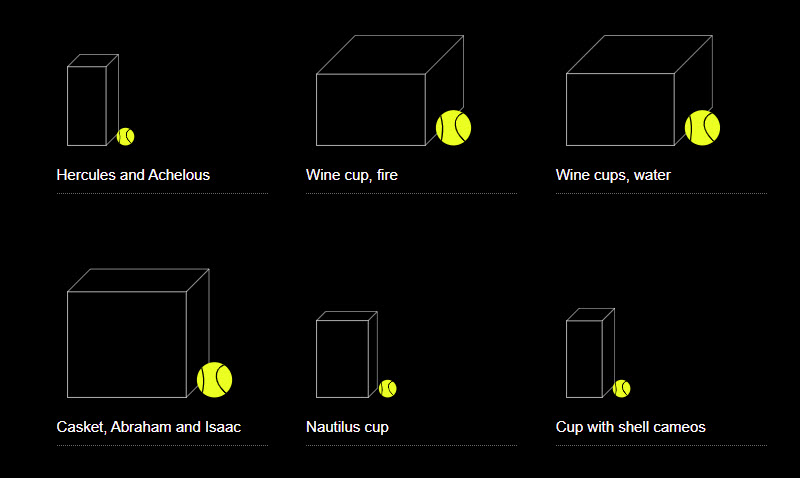 Hercules and Achelous
Wine cup, fire
Wine cups, water
Casket, Abraham and Isaac
Nautilus cup
Cup with shell cameos